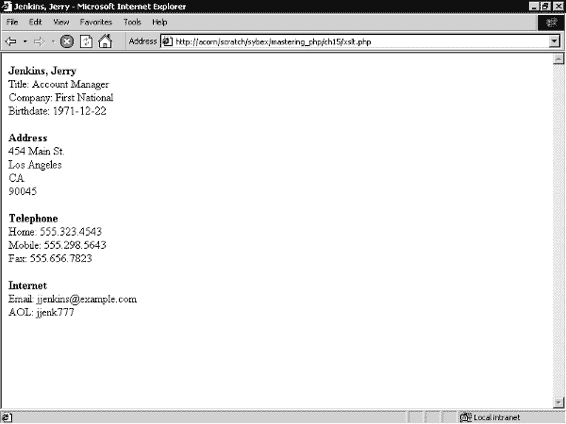 Jenkins, Jerry - Microsoft Internet Explorer
File Edit View Favorites Tools Help
Address http://acorn/scratch/sybex/mastering_php/ch15/xslt.php
Jenkins, Jerry
Title: Account Manager
Company: First National
Birthdate: 1971-12-22
Address
454 Main St.
Los Angeles
CA
90045
Telephone
Home: 555.323.4543
Mobile: 555.298.5643
Fax: 555.656.7823
Internet
Email: jjenkins@example.com
AOL: jjenk777
Local intranet